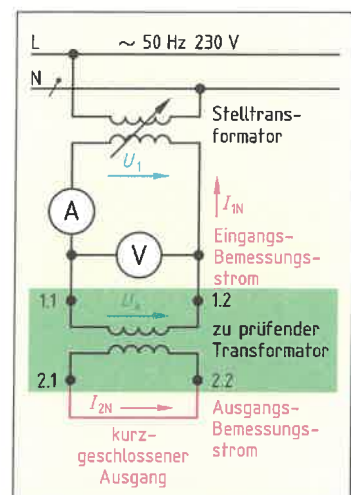 L ~ 50 Hz 230 V
N
Stelltrans-
formator
U₁
A
I₁N
V
Eingangs-
Bemessungs-
strom
1.1
1.2
zu prüfender
Transformator
2.1
2.2
I₂N
Ausgangs-
Bemessungs-
strom
kurz-
geschlossener
Ausgang